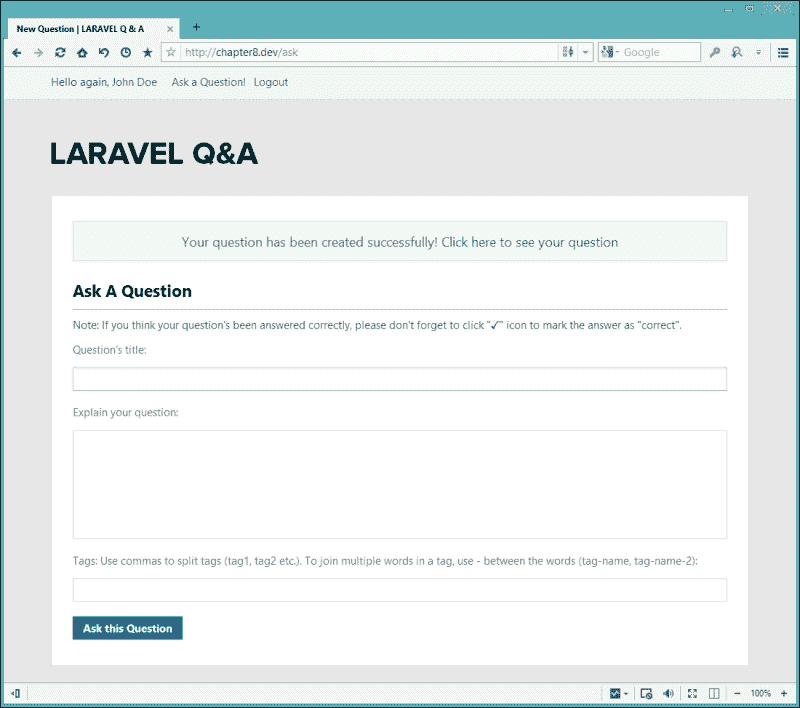 New Question | LARAVEL Q & A
http://chapter8.dev/ask
Google
Hello again, John Doe Ask a Question! Logout
LARAVEL Q&A
Your question has been created successfully! Click here to see your question
Ask A Question
Note: If you think your question's been answered correctly, please don't forget to click "✓" icon to mark the answer as "correct".
Question's title:
Explain your question:
Tags: Use commas to split tags (tag1, tag2 etc.). To join multiple words in a tag, use - between the words (tag-name, tag-name-2):
Ask this Question
100%